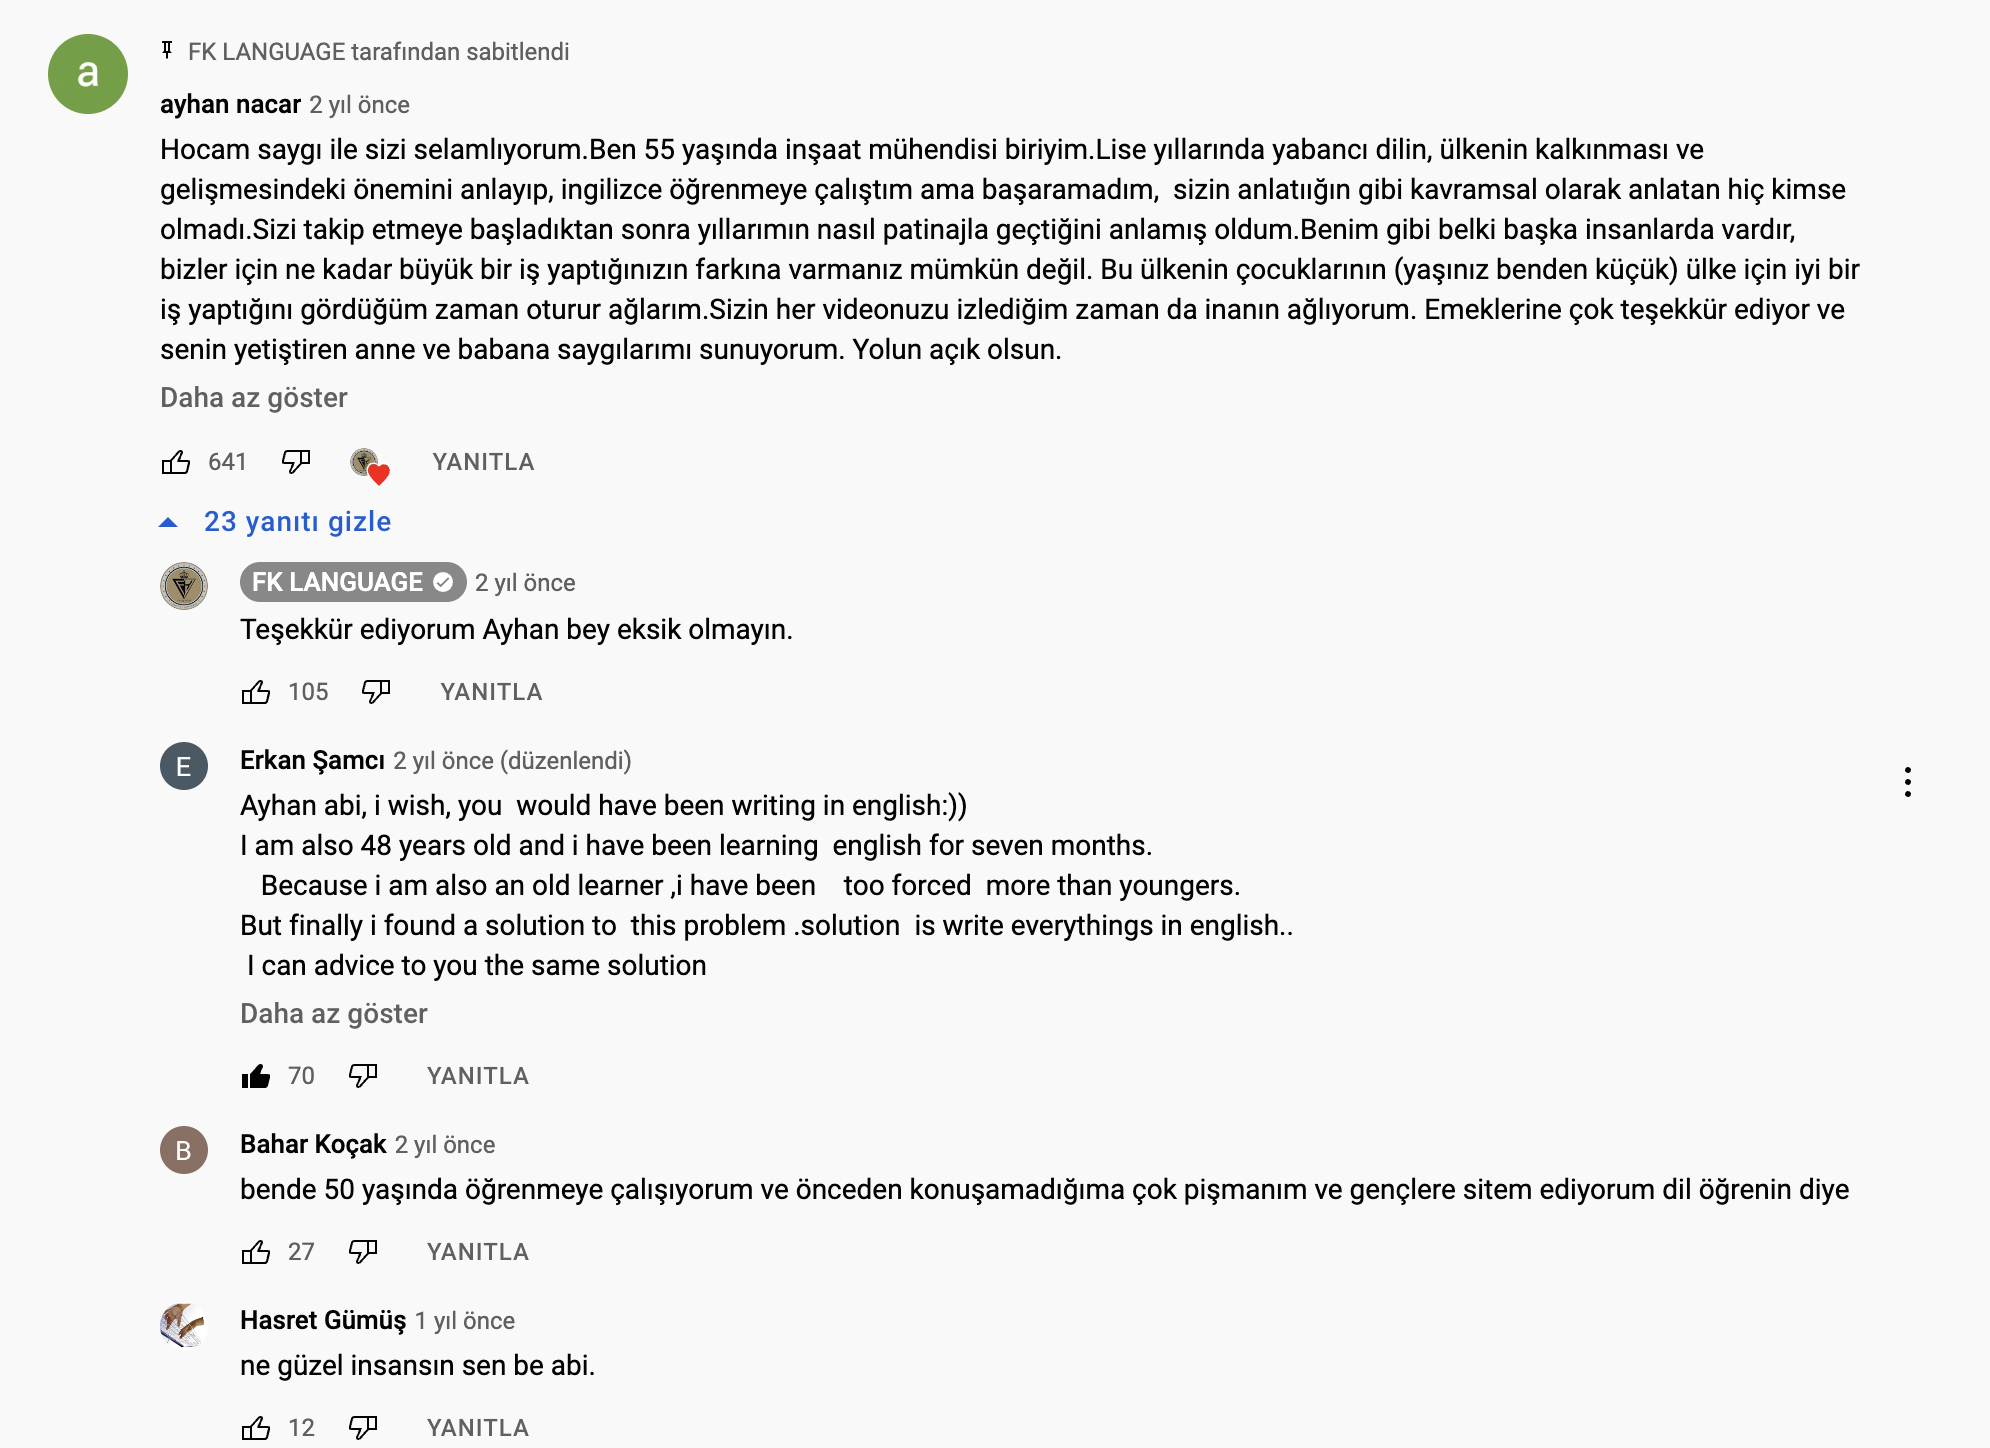 FK LANGUAGE tarafından sabitlendi
a
ayhan nacar 2 yıl önce
Hocam saygı ile sizi selamlıyorum.Ben 55 yaşında inşaat mühendisi biriyim.Lise yıllarında yabancı dilin, ülkenin kalkınması ve
gelişmesindeki önemini anlayıp, ingilizce öğrenmeye çalıştım ama başaramadım,  sizin anlatıığın gibi kavramsal olarak anlatan hiç kimse
olmadı.Sizi takip etmeye başladıktan sonra yıllarımın nasıl patinajla geçtiğini anlamış oldum.Benim gibi belki başka insanlarda vardır,
bizler için ne kadar büyük bir iş yaptığınızın farkına varmanız mümkün değil. Bu ülkenin çocuklarının (yaşınız benden küçük) ülke için iyi bir
iş yaptığını gördüğüm zaman oturur ağlarım.Sizin her videonuzu izlediğim zaman da inanın ağlıyorum. Emeklerine çok teşekkür ediyor ve
senin yetiştiren anne ve babana saygılarımı sunuyorum. Yolun açık olsun.
Daha az göster
641 YANITLA
23 yanıtı gizle
FK LANGUAGE 2 yıl önce
Teşekkür ediyorum Ayhan bey eksik olmayın.
105 YANITLA
E
Erkan Şamcı 2 yıl önce (düzenlendi)
Ayhan abi, i wish, you  would have been writing in english:))
I am also 48 years old and i have been learning  english for seven months.
Because i am also an old learner ,i have been    too forced  more than youngers.
But finally i found a solution to  this problem .solution  is write everythings in english..
I can advice to you the same solution
Daha az göster
70 YANITLA
B
Bahar Koçak 2 yıl önce
bende 50 yaşında öğrenmeye çalışıyorum ve önceden konuşamadığıma çok pişmanım ve gençlere sitem ediyorum dil öğrenin diye
27 YANITLA
Hasret Gümüş 1 yıl önce
ne güzel insansın sen be abi.
12 YANITLA